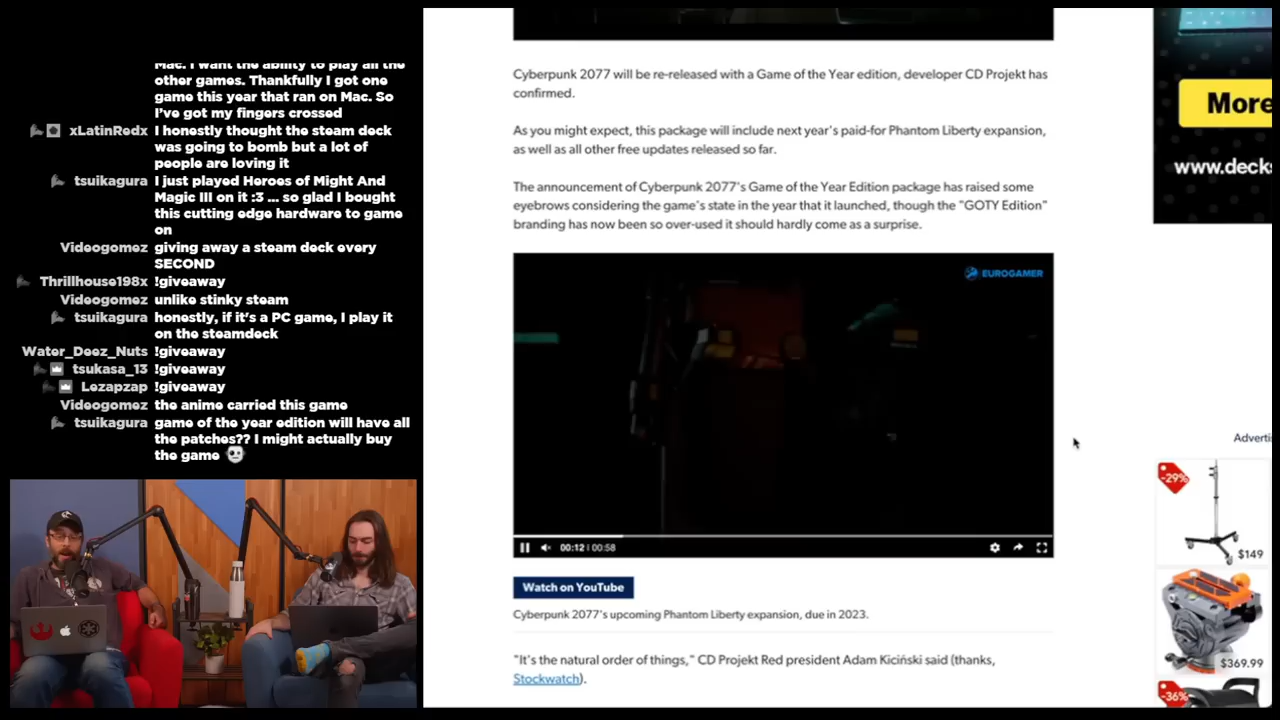 Mac. I want the ability to play all the
other games. Thankfully I got one
game this year that ran on Mac. So
I've got my fingers crossed
xLatinRedx I honestly thought the steam deck
was going to bomb but a lot of
people are loving it
tsuikagura I just played Heroes of Might And
Magic III on it :3 ... so glad I bought
this cutting edge hardware to game
on
Videogomez giving away a steam deck every
SECOND
Thrillhouse198x !giveaway
Videogomez unlike stinky steam
tsuikagura honestly, if it's a PC game, I play it
on the steamdeck
Water_Deez_Nuts !giveaway
tsukasa_13 !giveaway
Lezapzap !giveaway
Videogomez the anime carried this game
tsuikagura game of the year edition will have all
the patches?? I might actually buy
the game
Cyberpunk 2077 will be re-released with a Game of the Year edition, developer CD Projekt has
confirmed.
As you might expect, this package will include next year's paid-for Phantom Liberty expansion,
as well as all other free updates released so far.
The announcement of Cyberpunk 2077's Game of the Year Edition package has raised some
eyebrows considering the game's state in the year that it launched, though the "GOTY Edition"
branding has now been so over-used it should hardly come as a surprise.
EUROGAMER
00:12 | 00:58
Watch on YouTube
Cyberpunk 2077's upcoming Phantom Liberty expansion, due in 2023.
"It's the natural order of things," CD Projekt Red president Adam Kiciński said (thanks,
Stockwatch).
More
www.decks
Adverti
-29%
$149
$369.99
-36%